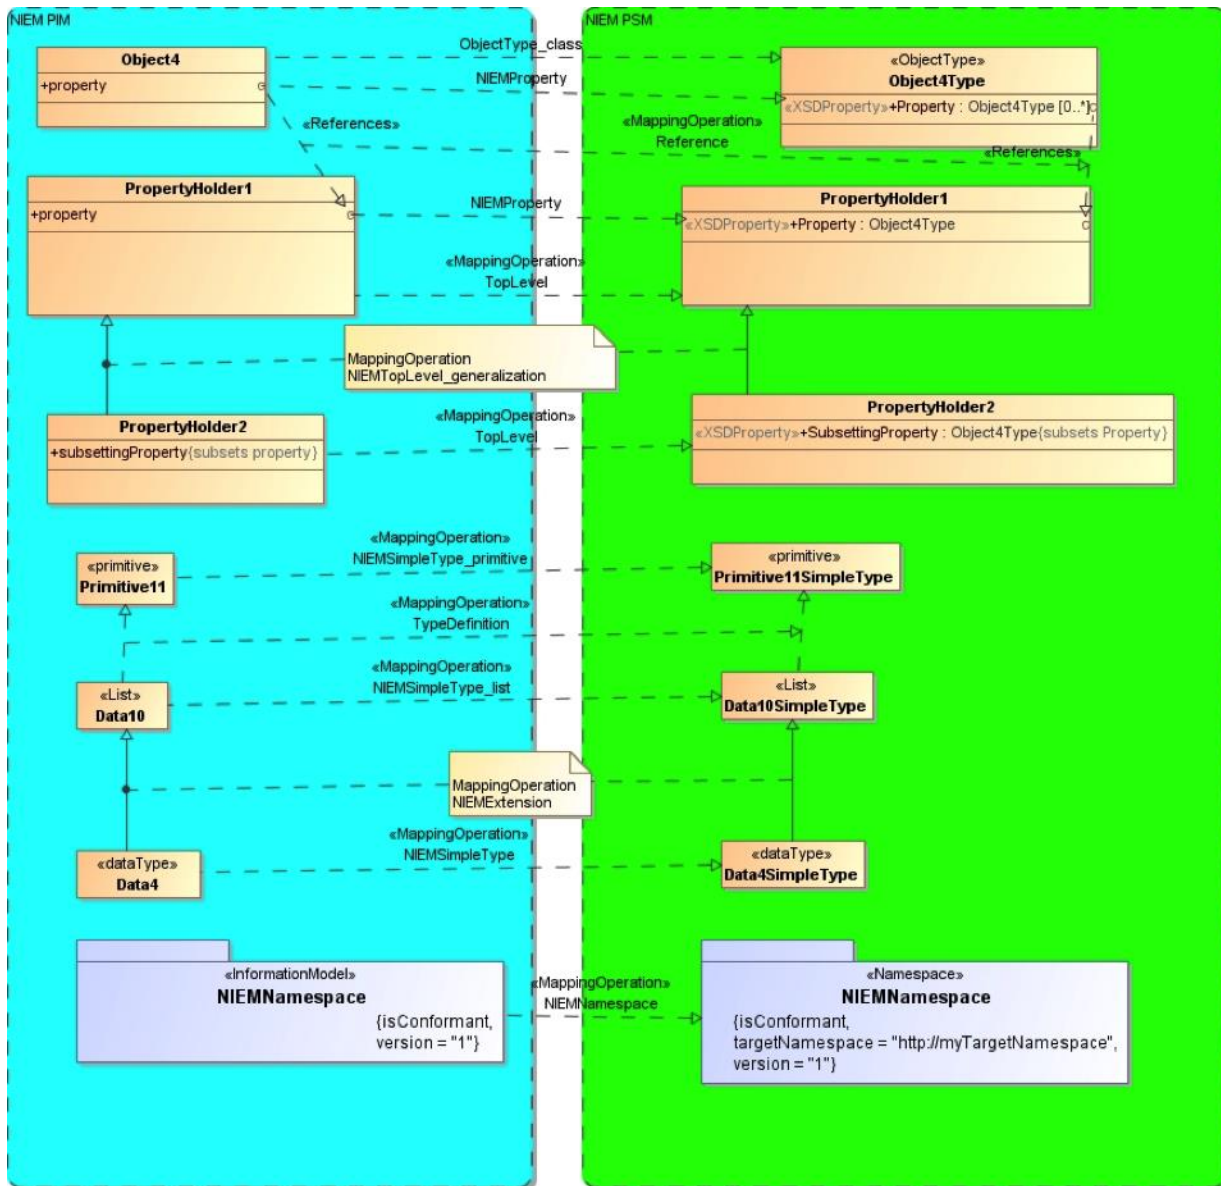 NIEM PIM
NIEM PSM
Object4
+property
ObjectType_class
NIEMProperty
«ObjectType»
Object4Type
«XSDProperty»+Property : Object4Type [0..*]
«References»
«MappingOperation»
Reference
«References»
PropertyHolder1
+property
NIEMProperty
PropertyHolder1
«XSDProperty»+Property : Object4Type
«MappingOperation»
TopLevel
MappingOperation
NIEMTopLevel_generalization
PropertyHolder2
+subsettingProperty{subsets property}
«MappingOperation»
TopLevel
PropertyHolder2
«XSDProperty»+SubsettingProperty : Object4Type{subsets Property}
«primitive»
Primitive11
«MappingOperation»
NIEMSimpleType_primitive
«primitive»
Primitive11SimpleType
«MappingOperation»
TypeDefinition
«List»
Data10
«MappingOperation»
NIEMSimpleType_list
«List»
Data10SimpleType
MappingOperation
NIEMExtension
«dataType»
Data4
«MappingOperation»
NIEMSimpleType
«dataType»
Data4SimpleType
«InformationModel»
NIEMNamespace
{isConformant,
version = "1"}
«MappingOperation»
NIEMNamespace
«Namespace»
NIEMNamespace
{isConformant,
targetNamespace = "http://myTargetNamespace",
version = "1"}